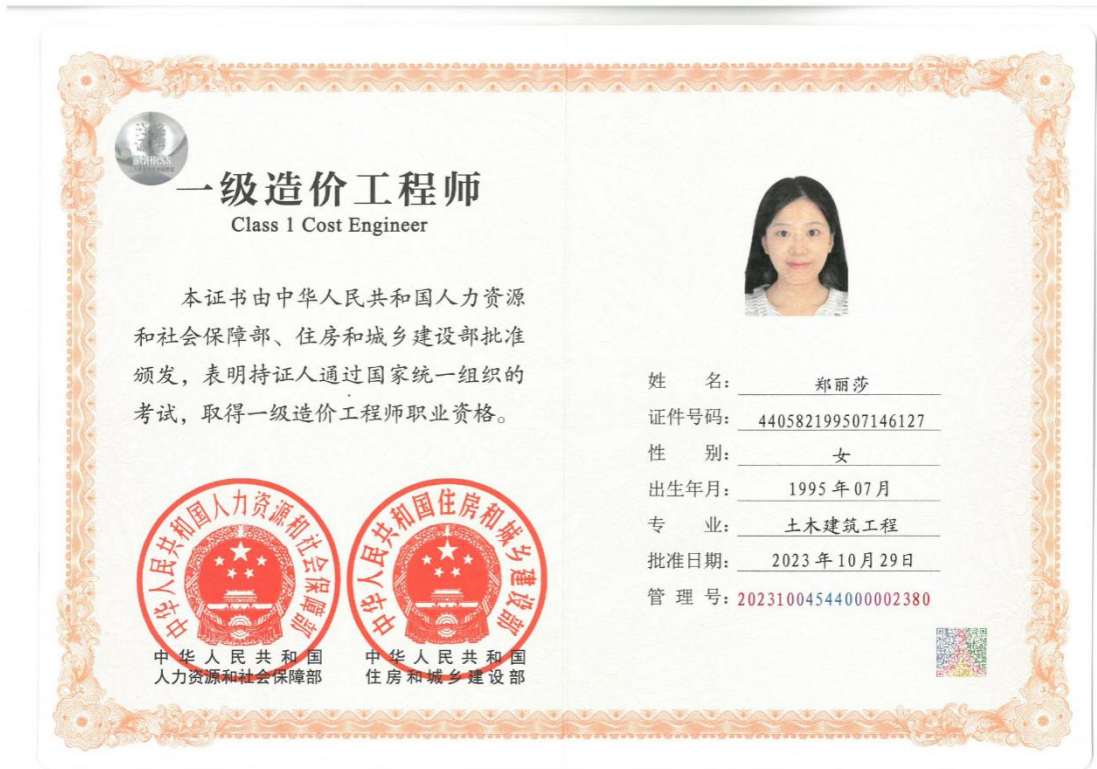 一级造价工程师
Class 1 Cost Engineer
本证书由中华人民共和国人力资源
和社会保障部、住房和城乡建设部批准
颁发，表明持证人通过国家统一组织的
考试，取得一级造价工程师职业资格。
中华人民共和国人力资源和社会保障部
中华人民共和国住房和城乡建设部
中华人民共和国
人力资源和社会保障部
中华人民共和国
住房和城乡建设部
姓 名：郑丽莎
证件号码：440582199507146127
性 别：女
出生年月：1995年07月
专 业：土木建筑工程
批准日期：2023年10月29日
管 理 号：20231004544000002380